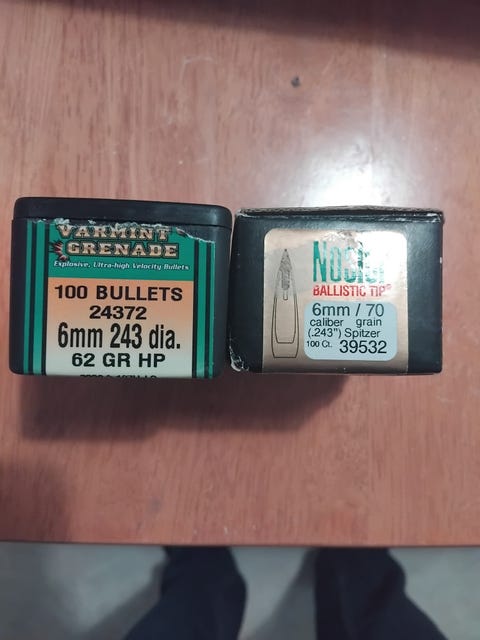 VARMINT
GRENADE
Explosive, Ultra-high Velocity Bullets
100 BULLETS
24372
6mm 243 dia.
62 GR HP
Nosler
BALLISTIC TIP®
6mm / 70
caliber grain
(.243") Spitzer
100 Ct. 39532